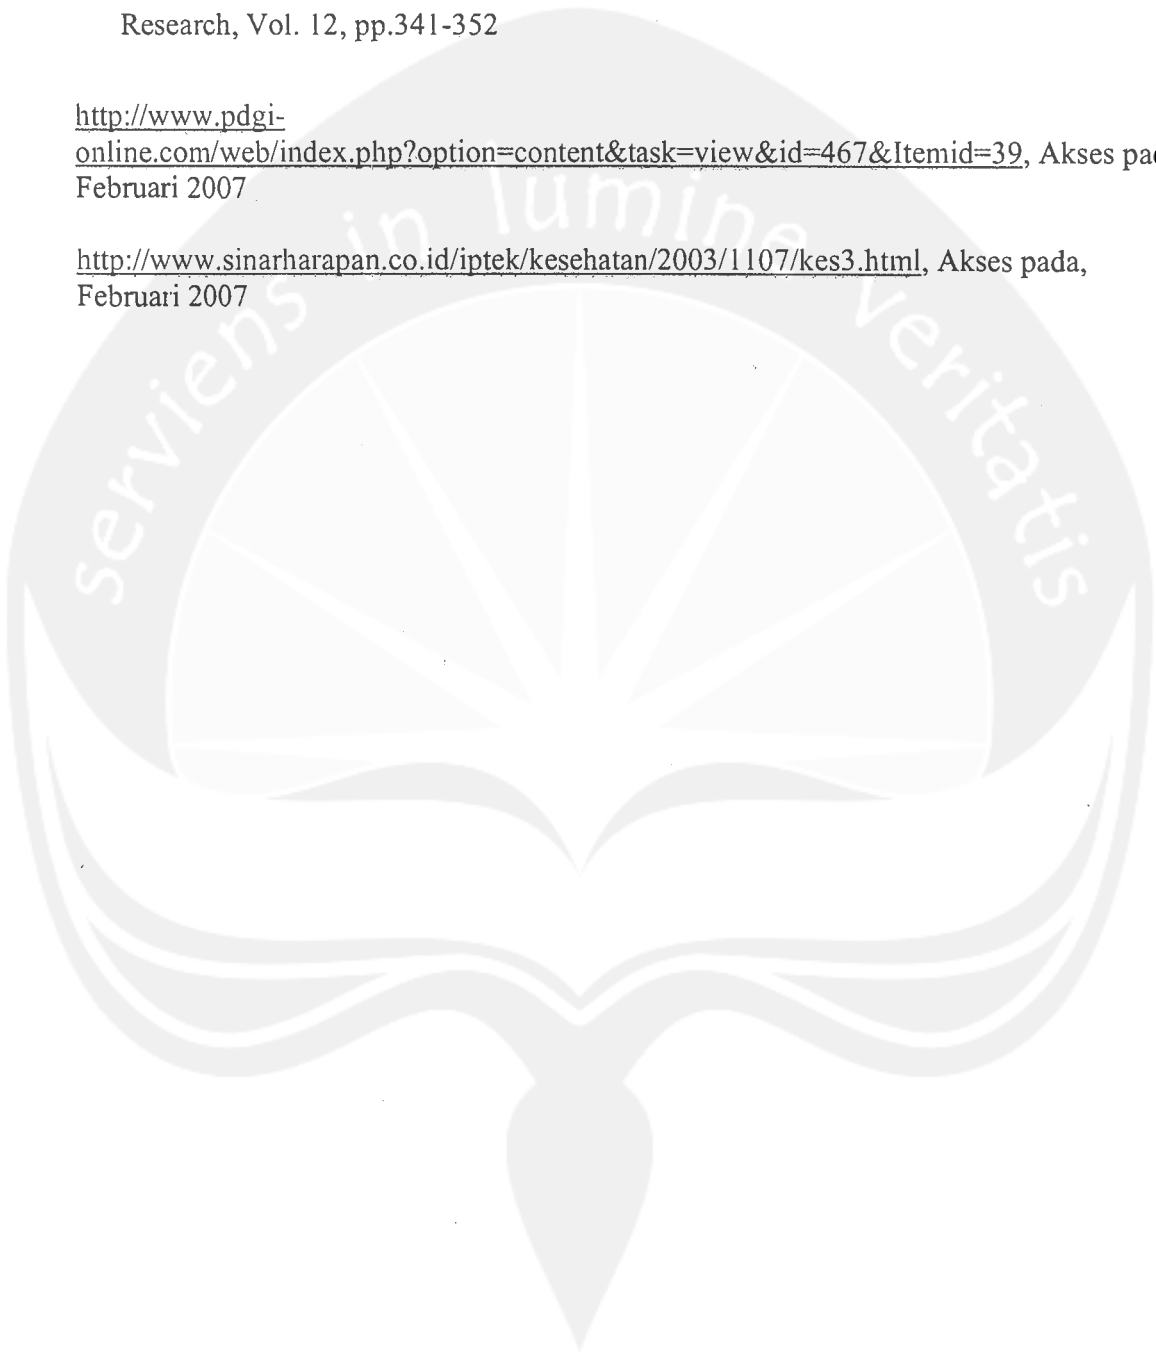 Research, Vol. 12, pp.341-352
http://www.pdgi-
online.com/web/index.php?option=content&task=view&id=467&Itemid=39, Akses
Februari 2007
http://www.sinarharapan.co.id/iptek/kesehatan/2003/1107/kes3.html, Akses pada,
Februari 2007
serviens in lumine veritatis